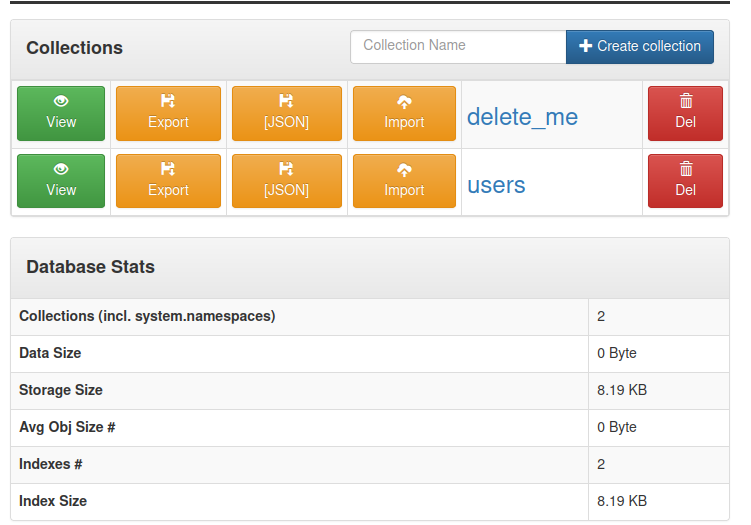 Collections Collection Name Create collection
View Export [JSON] Import delete_me Del
View Export [JSON] Import users Del
Database Stats
Collections (incl. system.namespaces) 2
Data Size 0 Byte
Storage Size 8.19 KB
Avg Obj Size # 0 Byte
Indexes # 2
Index Size 8.19 KB